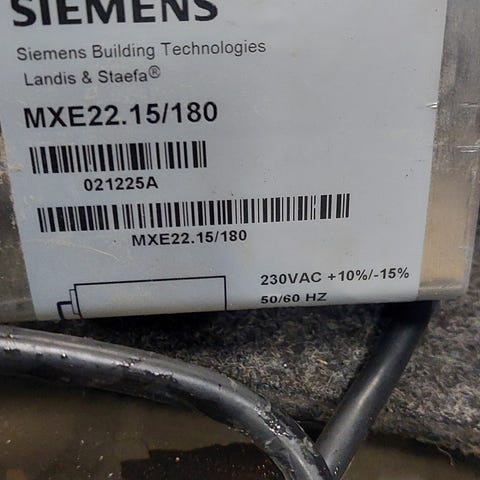 SIEMENS
Siemens Building Technologies
Landis & Staefa®
MXE22.15/180
021225A
MXE22.15/180
230VAC +10%/-15%
50/60 HZ